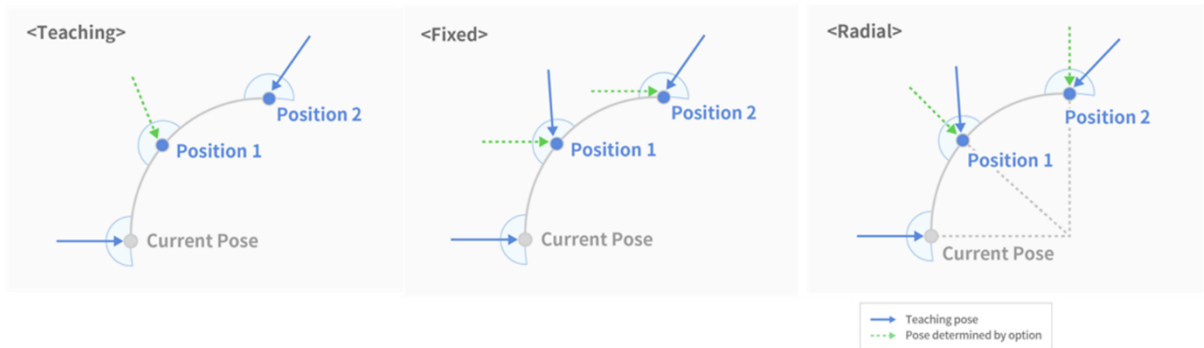 <Teaching>
Position 2
Position 1
Current Pose
<Fixed>
Position 2
Position 1
Current Pose
<Radial>
Position 2
Position 1
Current Pose
Teaching pose
Pose determined by option